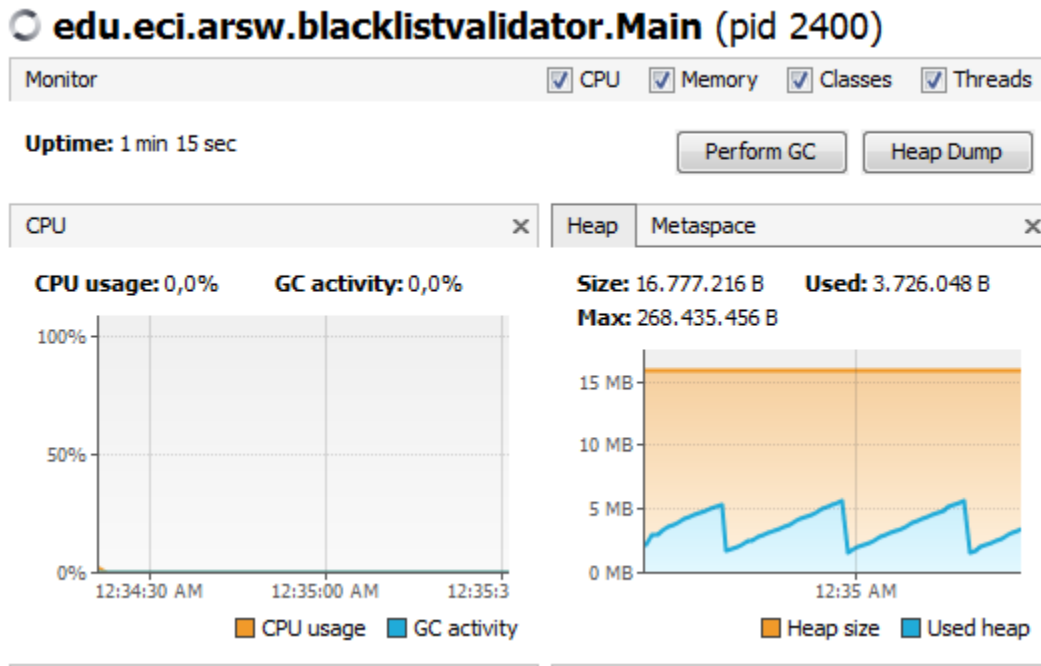 edu.eci.arsw.blacklistvalidator.Main (pid 2400)
Monitor CPU Memory Classes Threads
Uptime: 1 min 15 sec Perform GC Heap Dump
CPU
CPU usage: 0,0% GC activity: 0,0%
100%
50%
0%
12:34:30 AM 12:35:00 AM 12:35:3
CPU usage GC activity
Heap Metaspace
Size: 16.777.216 B Used: 3.726.048 B
Max: 268.435.456 B
15 MB
10 MB
5 MB
0 MB
12:35 AM
Heap size Used heap